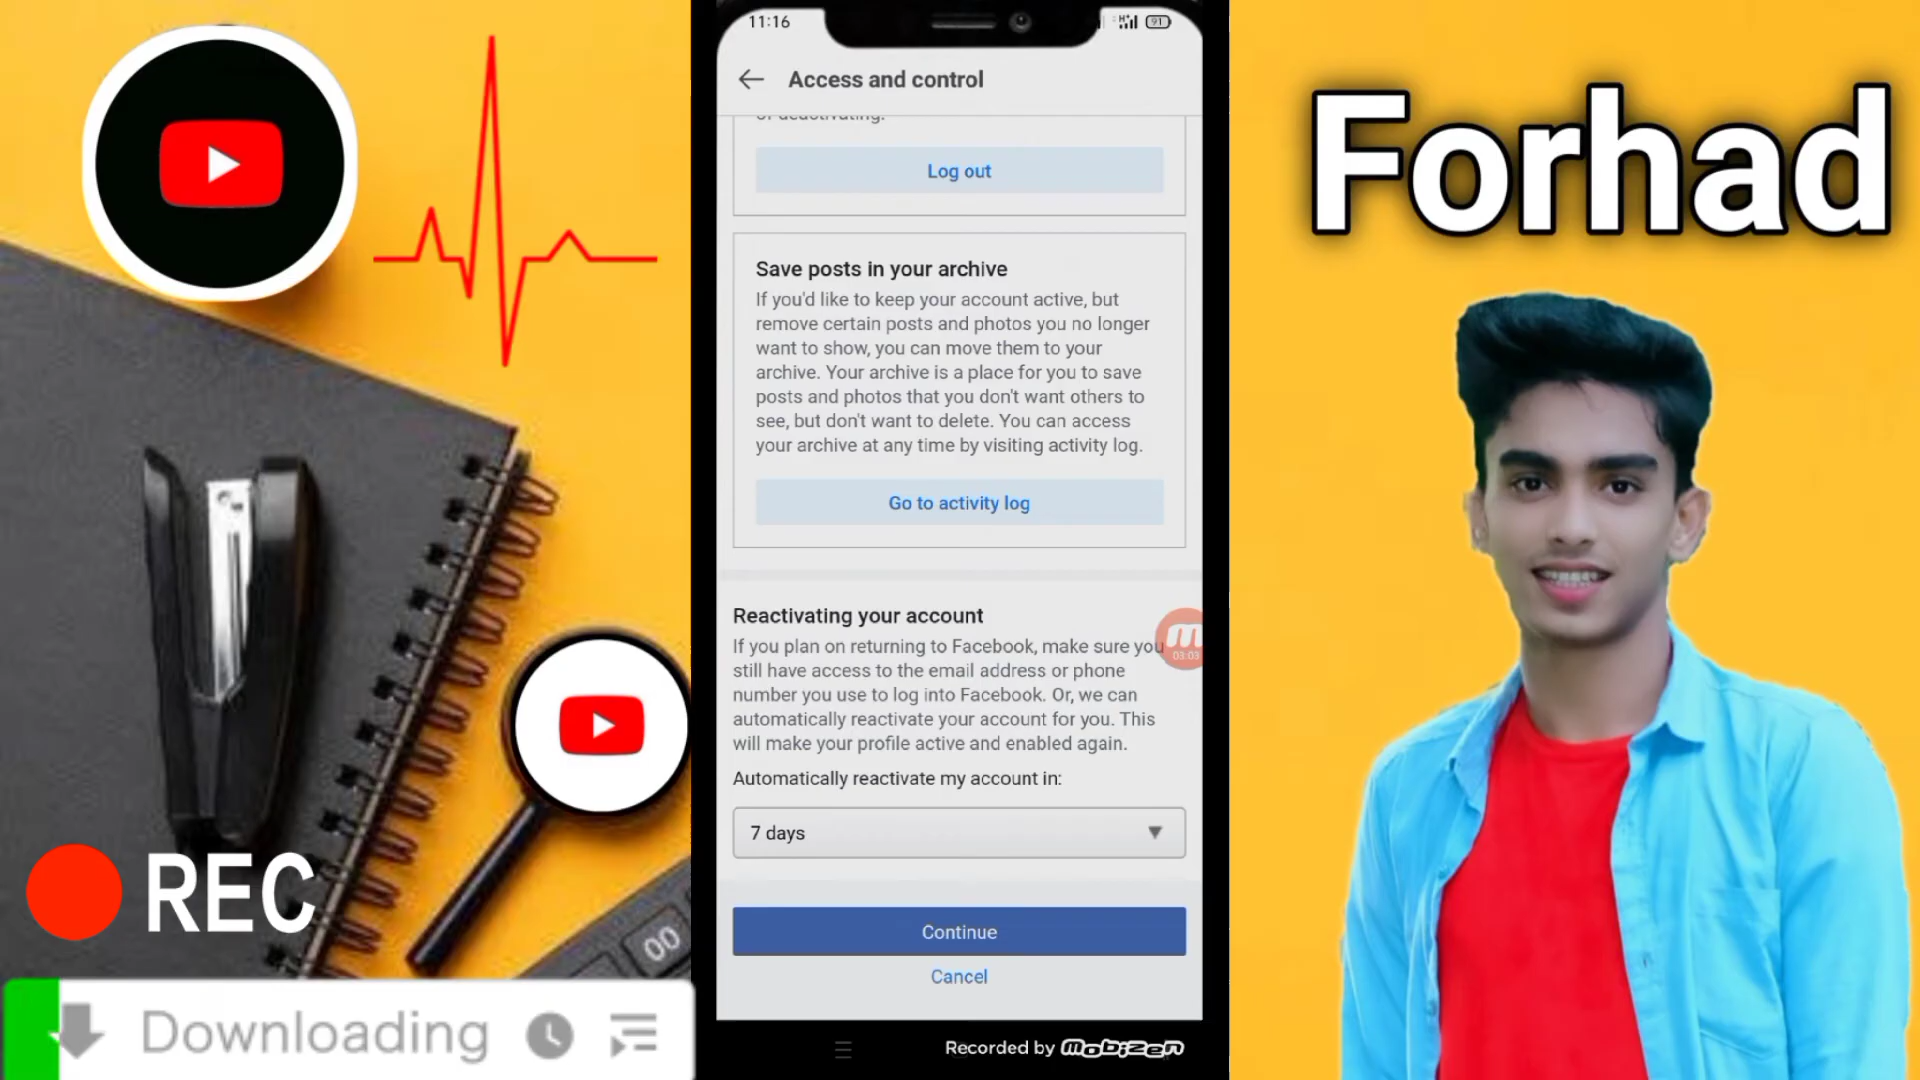 11:16
91
Access and control
or deactivating.
Log out
Save posts in your archive
If you'd like to keep your account active, but
remove certain posts and photos you no longer
want to show, you can move them to your
archive. Your archive is a place for you to save
posts and photos that you don't want others to
see, but don't want to delete. You can access
your archive at any time by visiting activity log.
Go to activity log
Reactivating your account
If you plan on returning to Facebook, make sure you
still have access to the email address or phone
number you use to log into Facebook. Or, we can
automatically reactivate your account for you. This
will make your profile active and enabled again.
Automatically reactivate my account in:
7 days
Continue
Cancel
03:03
Recorded by Mobizen
Forhad
REC
00
Downloading